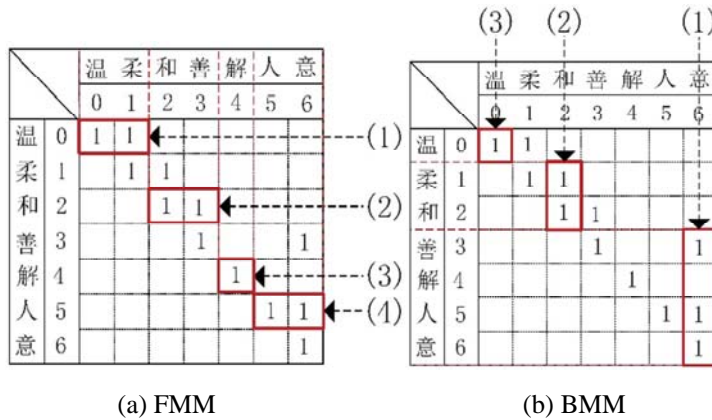 温 柔 和 善 解 人 意
0 1 2 3 4 5 6
温 0 1 1 (1)
柔 1 1 1
和 2 1 1 (2)
善 3 1 1
解 4 1 (3)
人 5 1 1 (4)
意 6 1
(a) FMM
(3) (2) (1)
温 柔 和 善 解 人 意
0 1 2 3 4 5 6
温 0 1 1
柔 1 1 1
和 2 1 1
善 3 1 1
解 4 1
人 5 1 1
意 6 1
(b) BMM